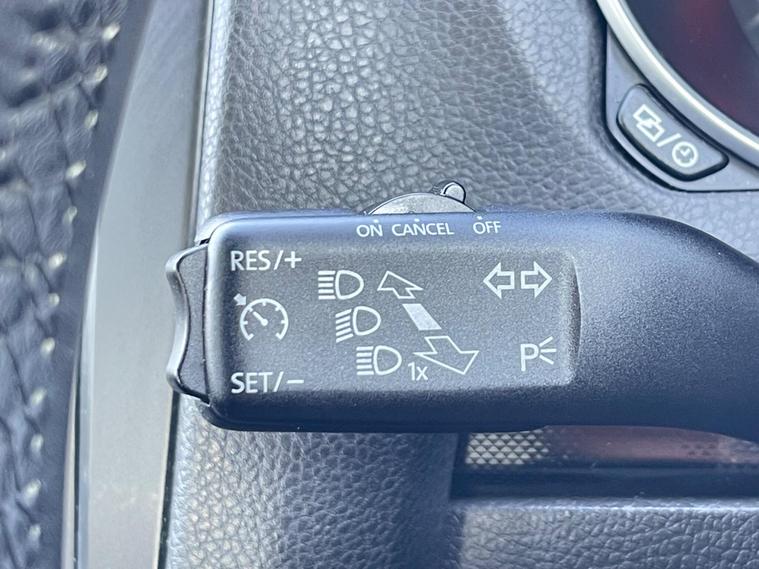 ON CANCEL OFF
RES/+
SET/−
1x
P